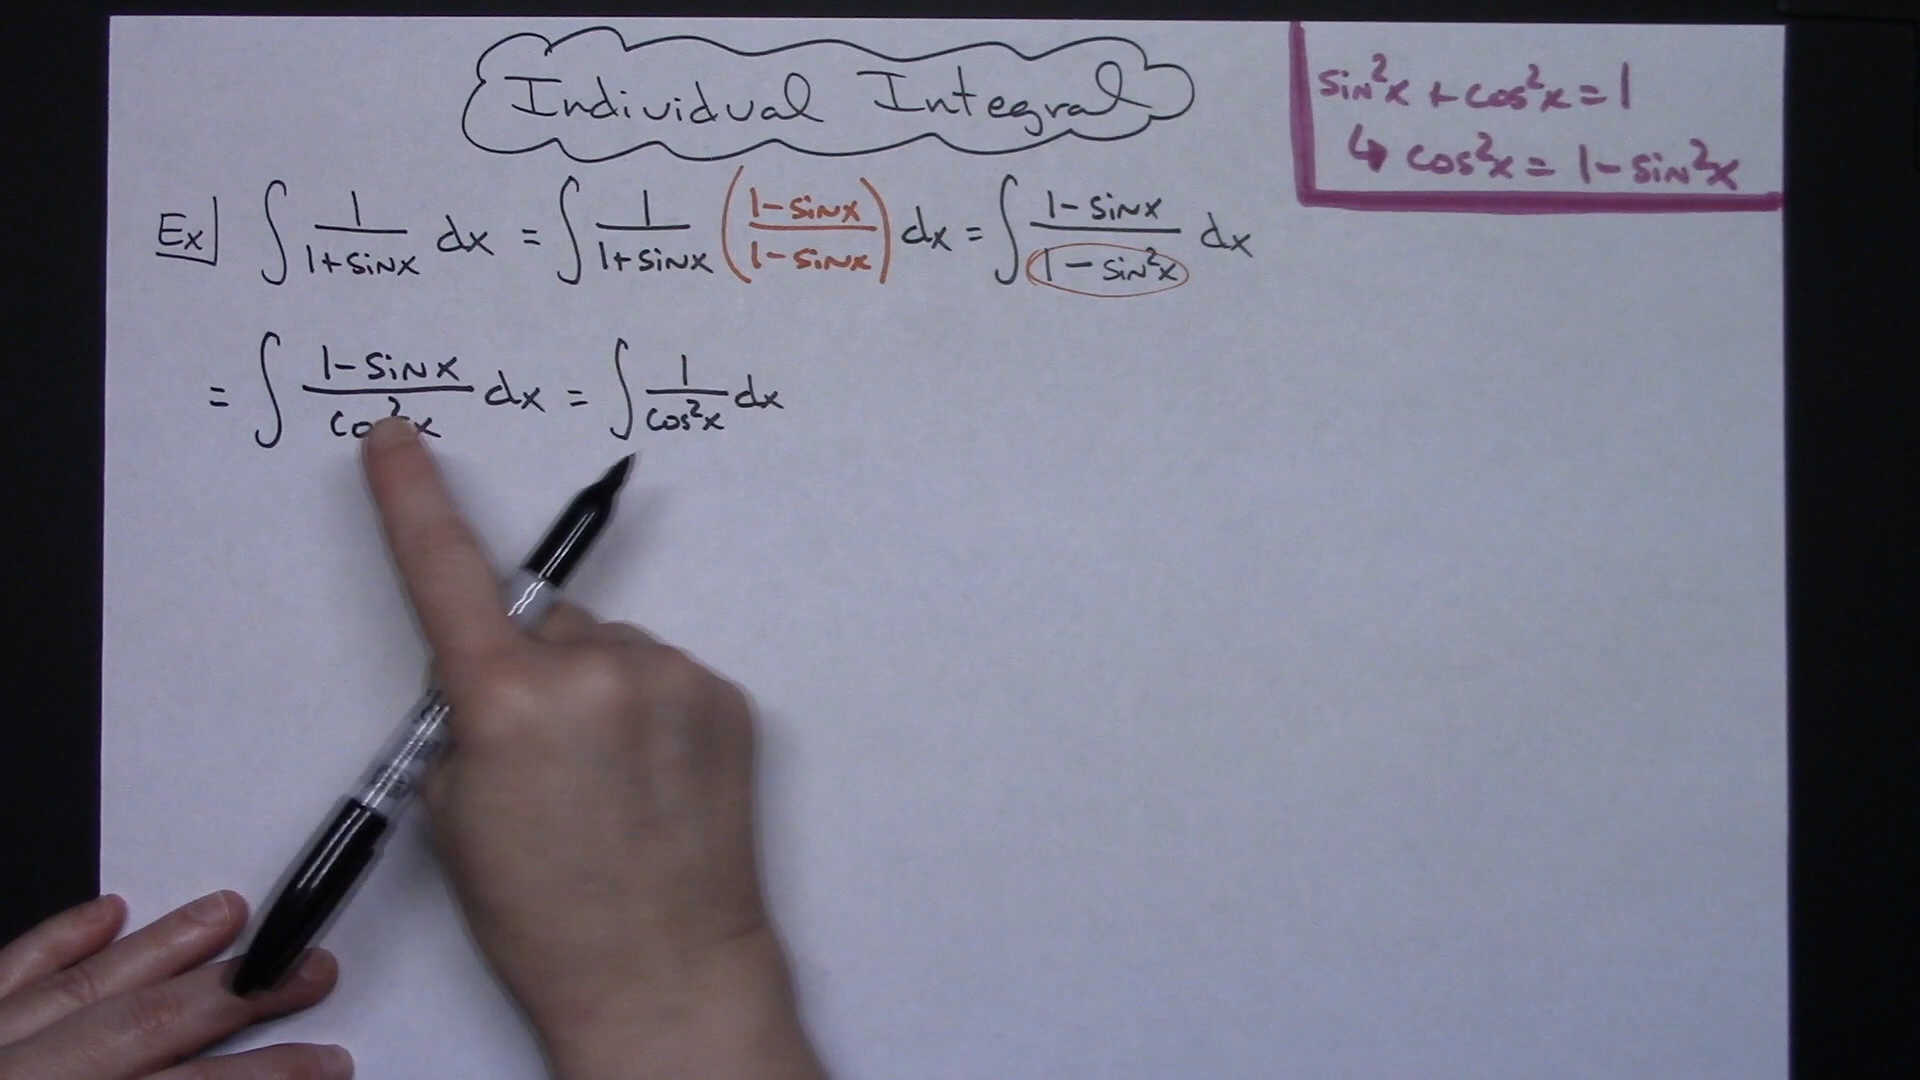 Individual Integral
sin²x + cos²x = 1
↳ cos²x = 1 - sin²x
Ex] ∫ 1/(1+sinx) dx = ∫ 1/(1+sinx) ((1-sinx)/(1-sinx)) dx = ∫ (1-sinx)/(1-sin²x) dx
= ∫ (1-sinx)/(cos²x) dx = ∫ 1/(cos²x) dx